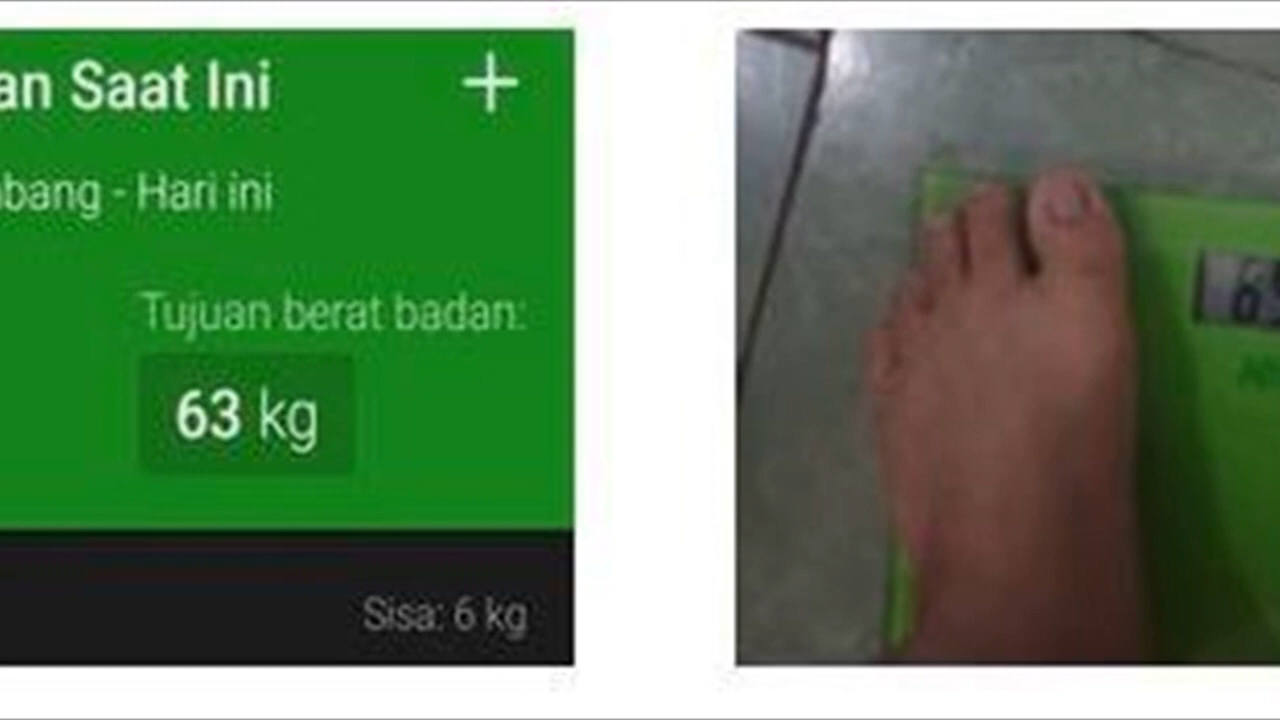 an Saat Ini
bang - Hari ini
Tujuan berat badan:
63 kg
Sisa: 6 kg